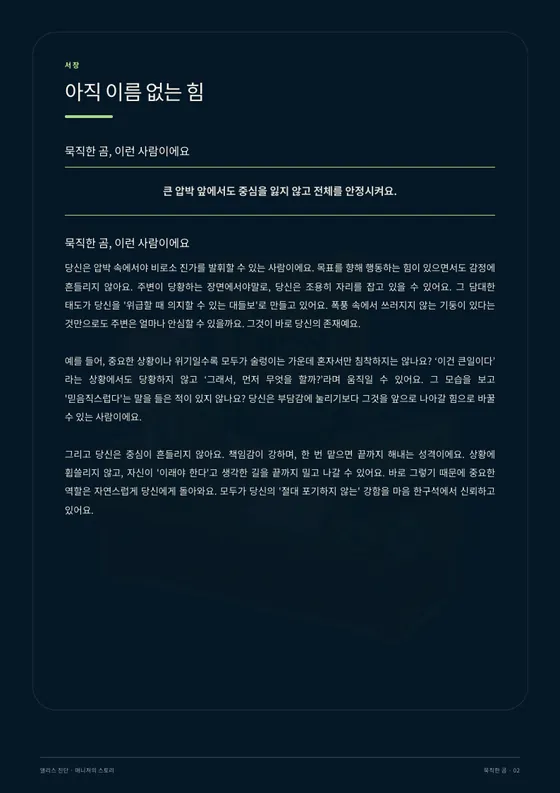 서장
아직 이름 없는 힘
묵직한 곰, 이런 사람이에요
큰 압박 앞에서도 중심을 잃지 않고 전체를 안정시켜요.
묵직한 곰, 이런 사람이에요
당신은 압박 속에서야 비로소 진가를 발휘할 수 있는 사람이에요. 목표를 향해 행동하는 힘이 있으면서도 감정에
흔들리지 않아요. 주변이 당황하는 장면에서야말로, 당신은 조용히 자리를 잡고 있을 수 있어요. 그 담대한
태도가 당신을 '위급할 때 의지할 수 있는 대들보'로 만들고 있어요. 폭풍 속에서 쓰러지지 않는 기둥이 있다는
것만으로도 주변은 얼마나 안심할 수 있을까요. 그것이 바로 당신의 존재예요.
예를 들어, 중요한 상황이나 위기일수록 모두가 술렁이는 가운데 혼자서만 침착하지는 않나요? '이건 큰일이다'
라는 상황에서도 당황하지 않고 '그래서, 먼저 무엇을 할까?'라며 움직일 수 있어요. 그 모습을 보고
'믿음직스럽다'는 말을 들은 적이 있지 않나요? 당신은 부담감에 눌리기보다 그것을 앞으로 나아갈 힘으로 바꿀
수 있는 사람이에요.
그리고 당신은 중심이 흔들리지 않아요. 책임감이 강하며, 한 번 맡으면 끝까지 해내는 성격이에요. 상황에
휩쓸리지 않고, 자신이 '이래야 한다'고 생각한 길을 끝까지 밀고 나갈 수 있어요. 바로 그렇기 때문에 중요한
역할은 자연스럽게 당신에게 돌아와요. 모두가 당신의 '절대 포기하지 않는' 강함을 마음 한구석에서 신뢰하고
있어요.
앨리스 진단 · 매니저의 스토리
묵직한 곰 · 02